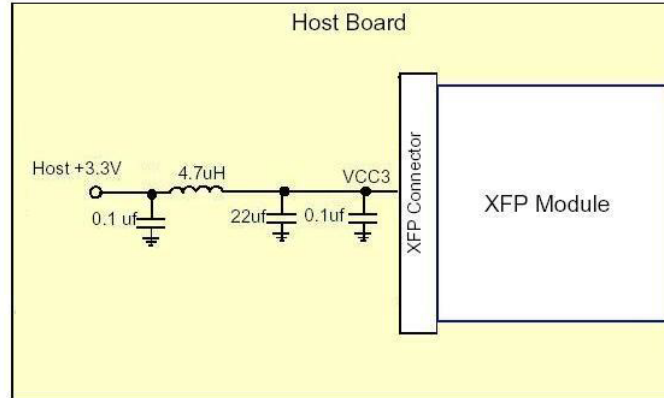 Host Board
Host +3.3V
4.7uH
VCC3
0.1 uf
22uf
0.1uf
XFP Connector
XFP Module